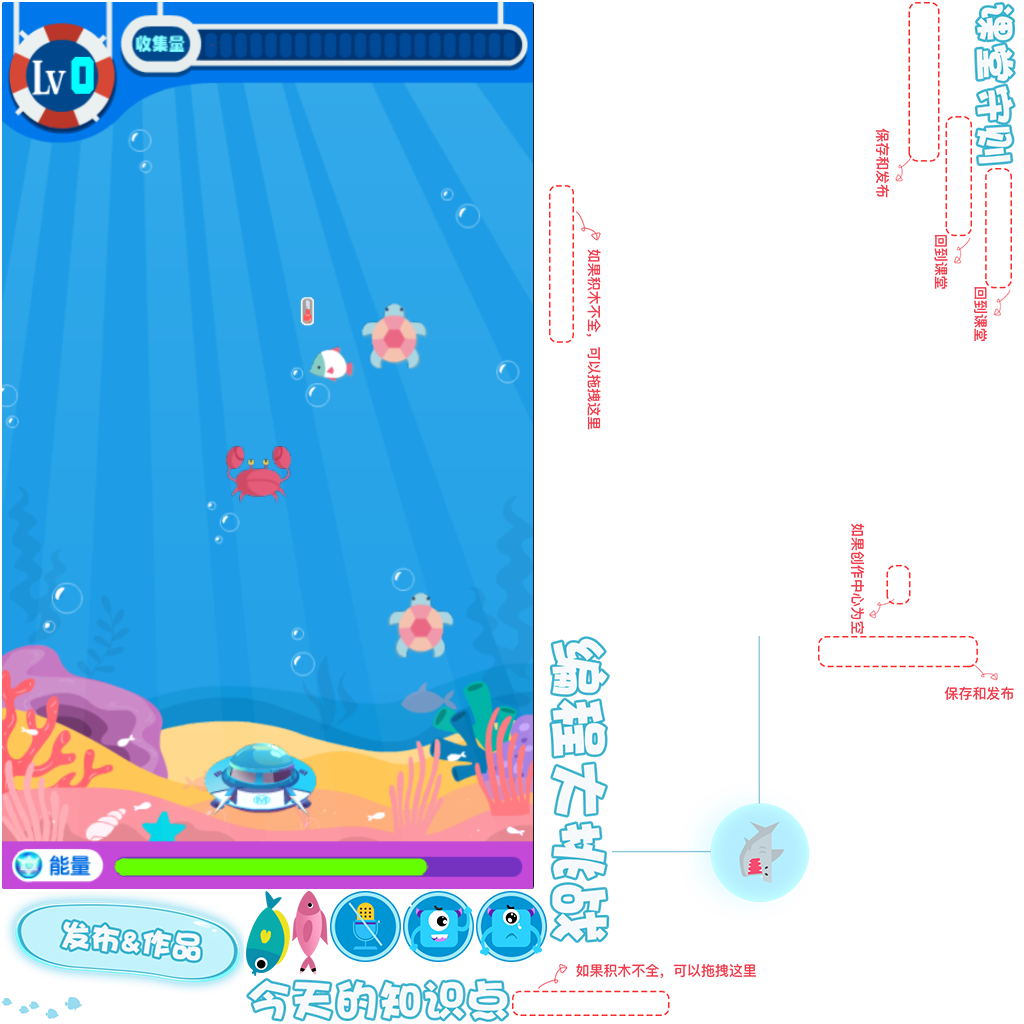 Lv 0
收集量
能量
发布&作品
今天的知识点
编程大挑战
课堂守则
保存和发布
回到课堂
回到课堂
如果积木不全，可以拖拽这里
如果创作中心为空
保存和发布
如果积木不全，可以拖拽这里